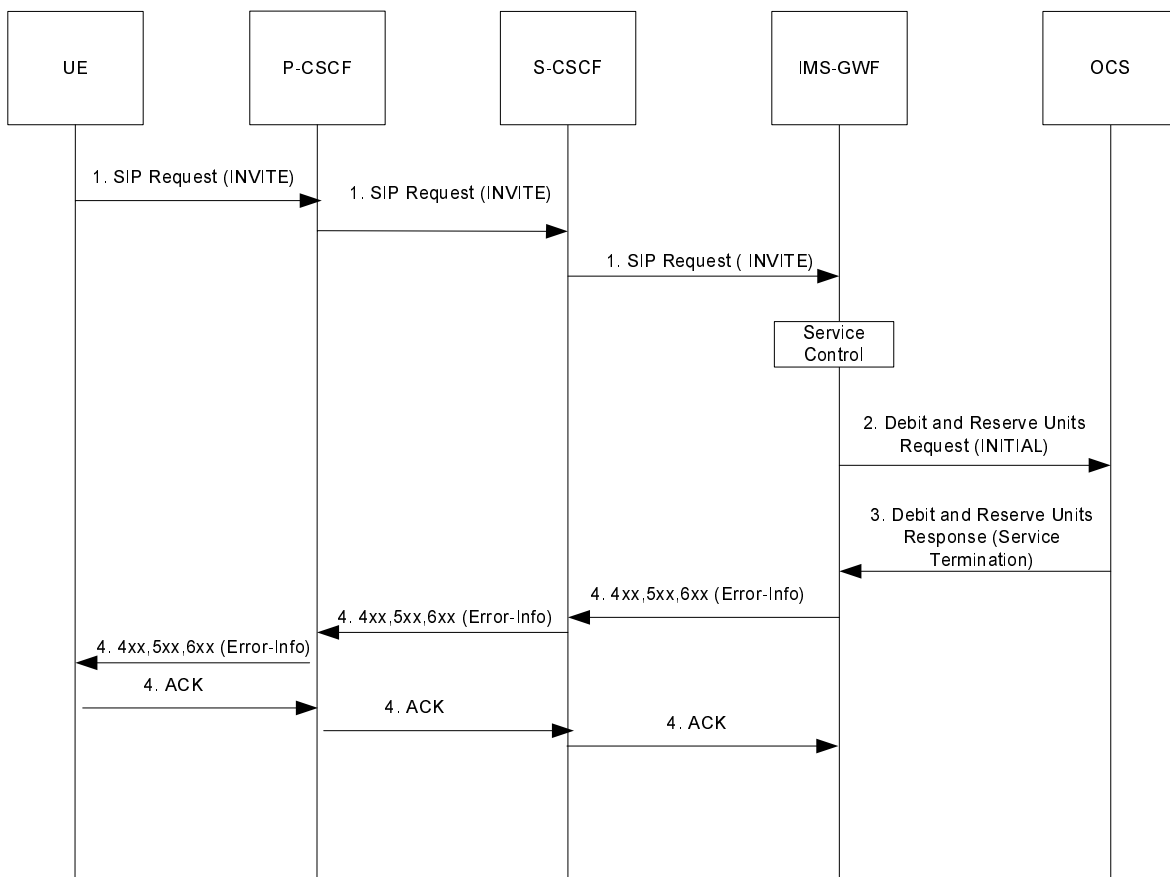 UE
P-CSCF
S-CSCF
IMS-GWF
OCS
1. SIP Request (INVITE)
1. SIP Request (INVITE)
1. SIP Request ( INVITE)
Service
Control
2. Debit and Reserve Units
Request (INITIAL)
3. Debit and Reserve Units
Response (Service
Termination)
4. 4xx,5xx,6xx (Error-Info)
4. 4xx,5xx,6xx (Error-Info)
4. 4xx,5xx,6xx (Error-Info)
4. ACK
4. ACK
4. ACK